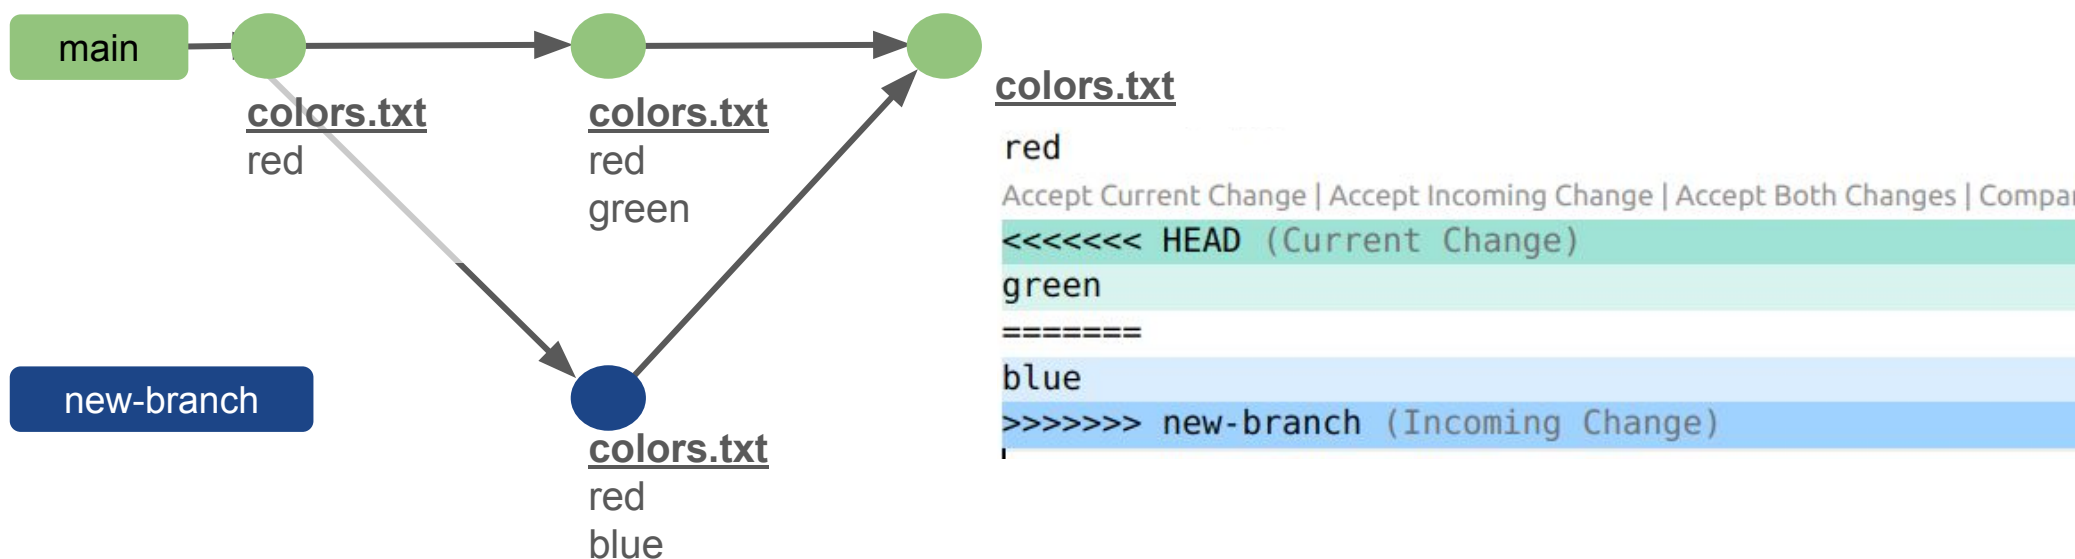 main
colors.txt
red
colors.txt
red
green
new-branch
colors.txt
red
blue
colors.txt
red
Accept Current Change | Accept Incoming Change | Accept Both Changes |
<<<<<<< HEAD (Current Change)
green
=======
blue
>>>>>>> new-branch (Incoming Change)